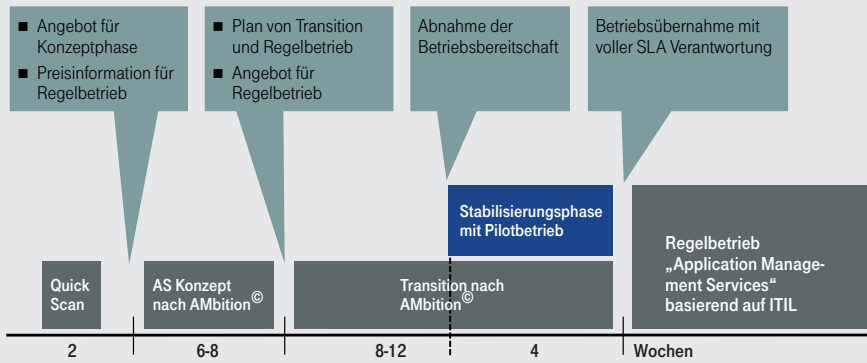 ■ Angebot für
Konzeptphase
■ Preisinformation für
Regelbetrieb
■ Plan von Transition
und Regelbetrieb
■ Angebot für
Regelbetrieb
Abnahme der
Betriebsbereitschaft
Betriebsübernahme mit
voller SLA Verantwortung
Stabilisierungsphase
mit Pilotbetrieb
Quick
Scan
AS Konzept
nach AMbition©
Transition nach
AMbition©
Regelbetrieb
„Application Manage-
ment Services“
basierend auf ITIL
2 6-8 8-12 4 Wochen